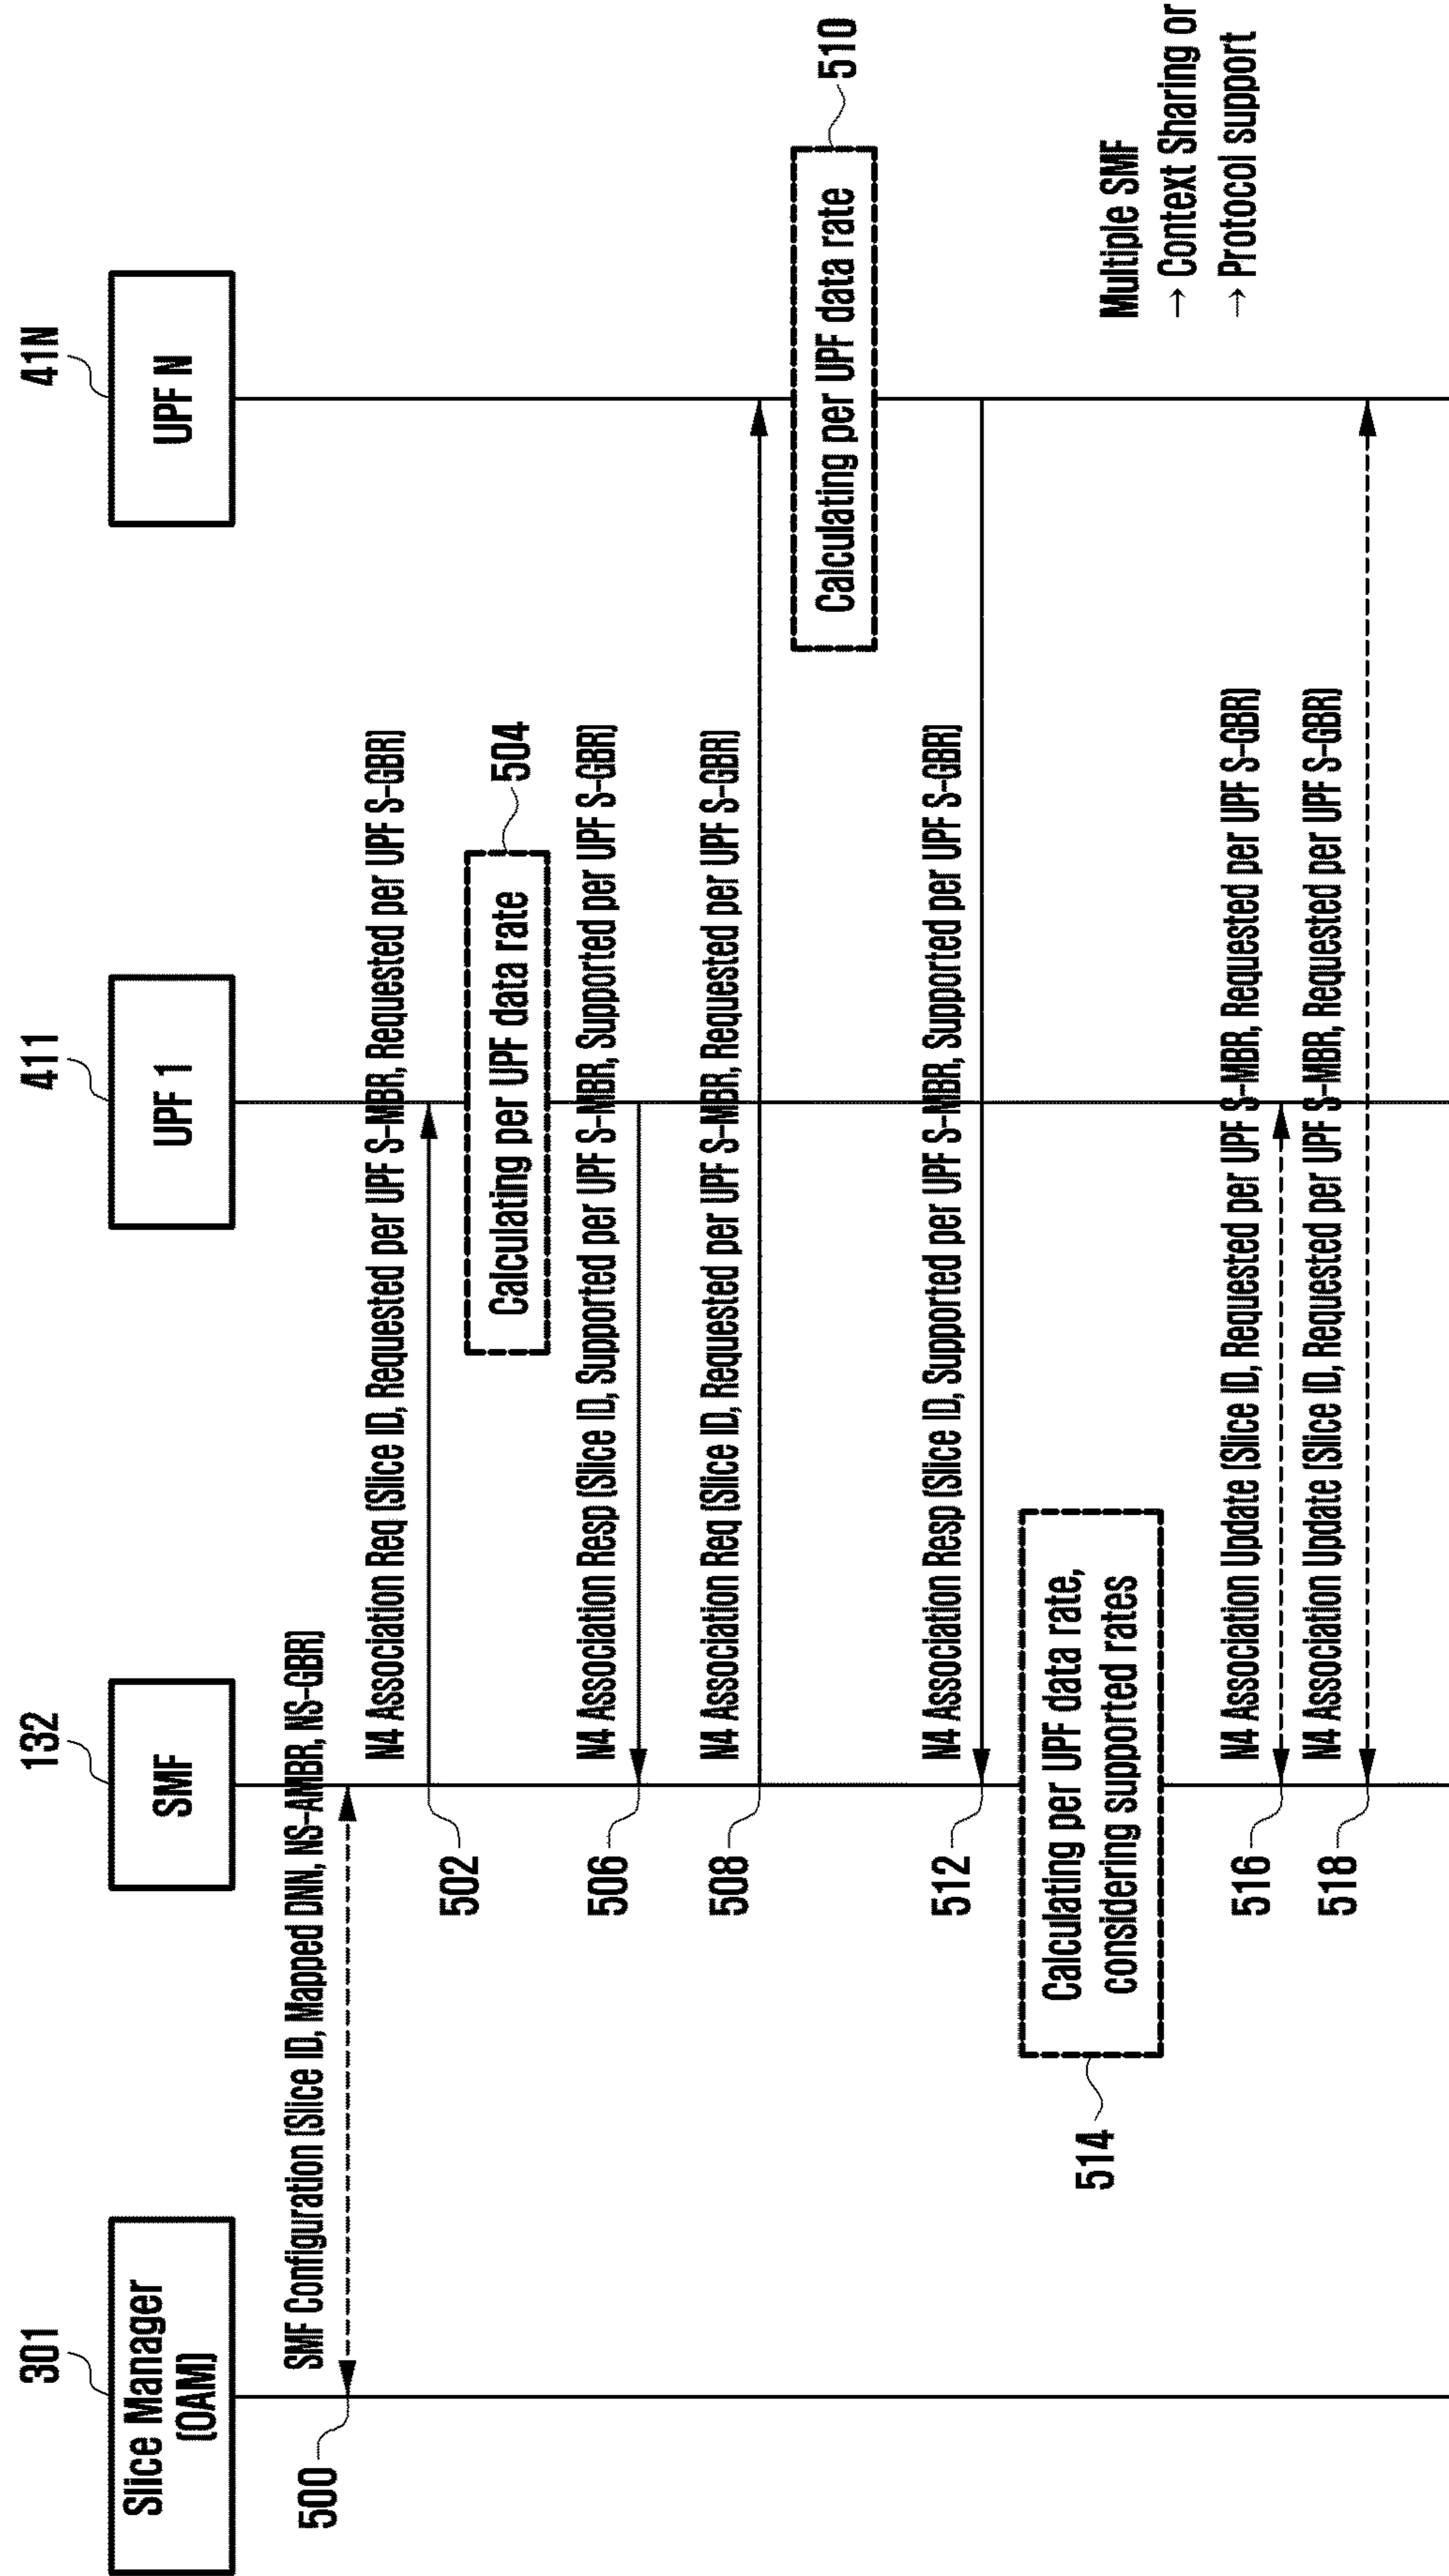 301
Slice Manager
(OAM)
132
SMF
411
UPF 1
41N
UPF N
500
SMF Configuration (Slice ID, Mapped DNN, NS-AMBR, NS-GBR)
N4 Association Req (Slice ID, Requested per UPF S-MBR, Requested per UPF S-GBR)
502
Calculating per UPF data rate
504
N4 Association Resp (Slice ID, Supported per UPF S-MBR, Supported per UPF S-GBR)
506
N4 Association Req (Slice ID, Requested per UPF S-MBR, Requested per UPF S-GBR)
508
Calculating per UPF data rate
510
N4 Association Resp (Slice ID, Supported per UPF S-MBR, Supported per UPF S-GBR)
512
Calculating per UPF data rate,
considering supported rates
514
Multiple SMF
→ Context Sharing or
→ Protocol support
N4 Association Update (Slice ID, Requested per UPF S-MBR, Requested per UPF S-GBR)
516
N4 Association Update (Slice ID, Requested per UPF S-MBR, Requested per UPF S-GBR)
518